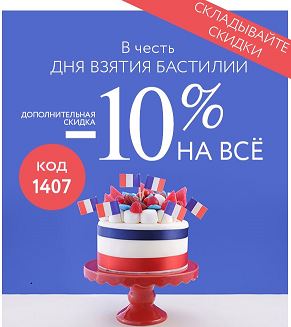 СКЛАДЫВАЙТЕ
СКИДКИ
В честь
ДНЯ ВЗЯТИЯ БАСТИЛИИ
ДОПОЛНИТЕЛЬНАЯ
СКИДКА
–10%
НА ВСЁ
КОД
1407